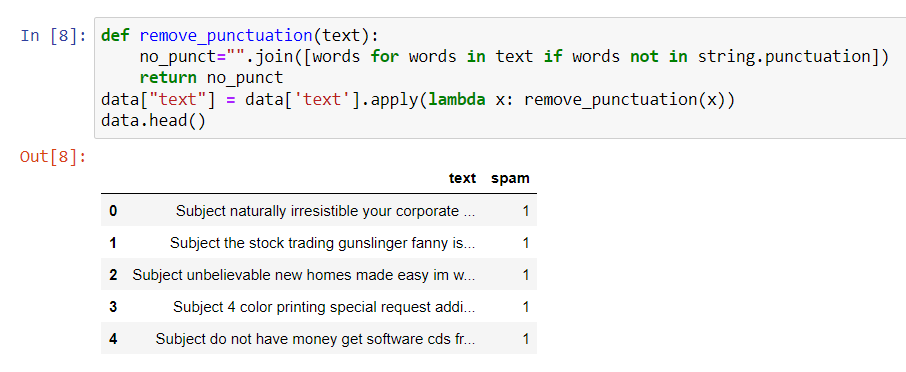 In [8]: def remove_punctuation(text):
    no_punct="".join([words for words in text if words not in string.punctuation])
    return no_punct
data["text"] = data['text'].apply(lambda x: remove_punctuation(x))
data.head()
Out[8]:
text spam
0 Subject naturally irresistible your corporate ... 1
1 Subject the stock trading gunslinger fanny is... 1
2 Subject unbelievable new homes made easy im w... 1
3 Subject 4 color printing special request addi... 1
4 Subject do not have money get software cds fr... 1